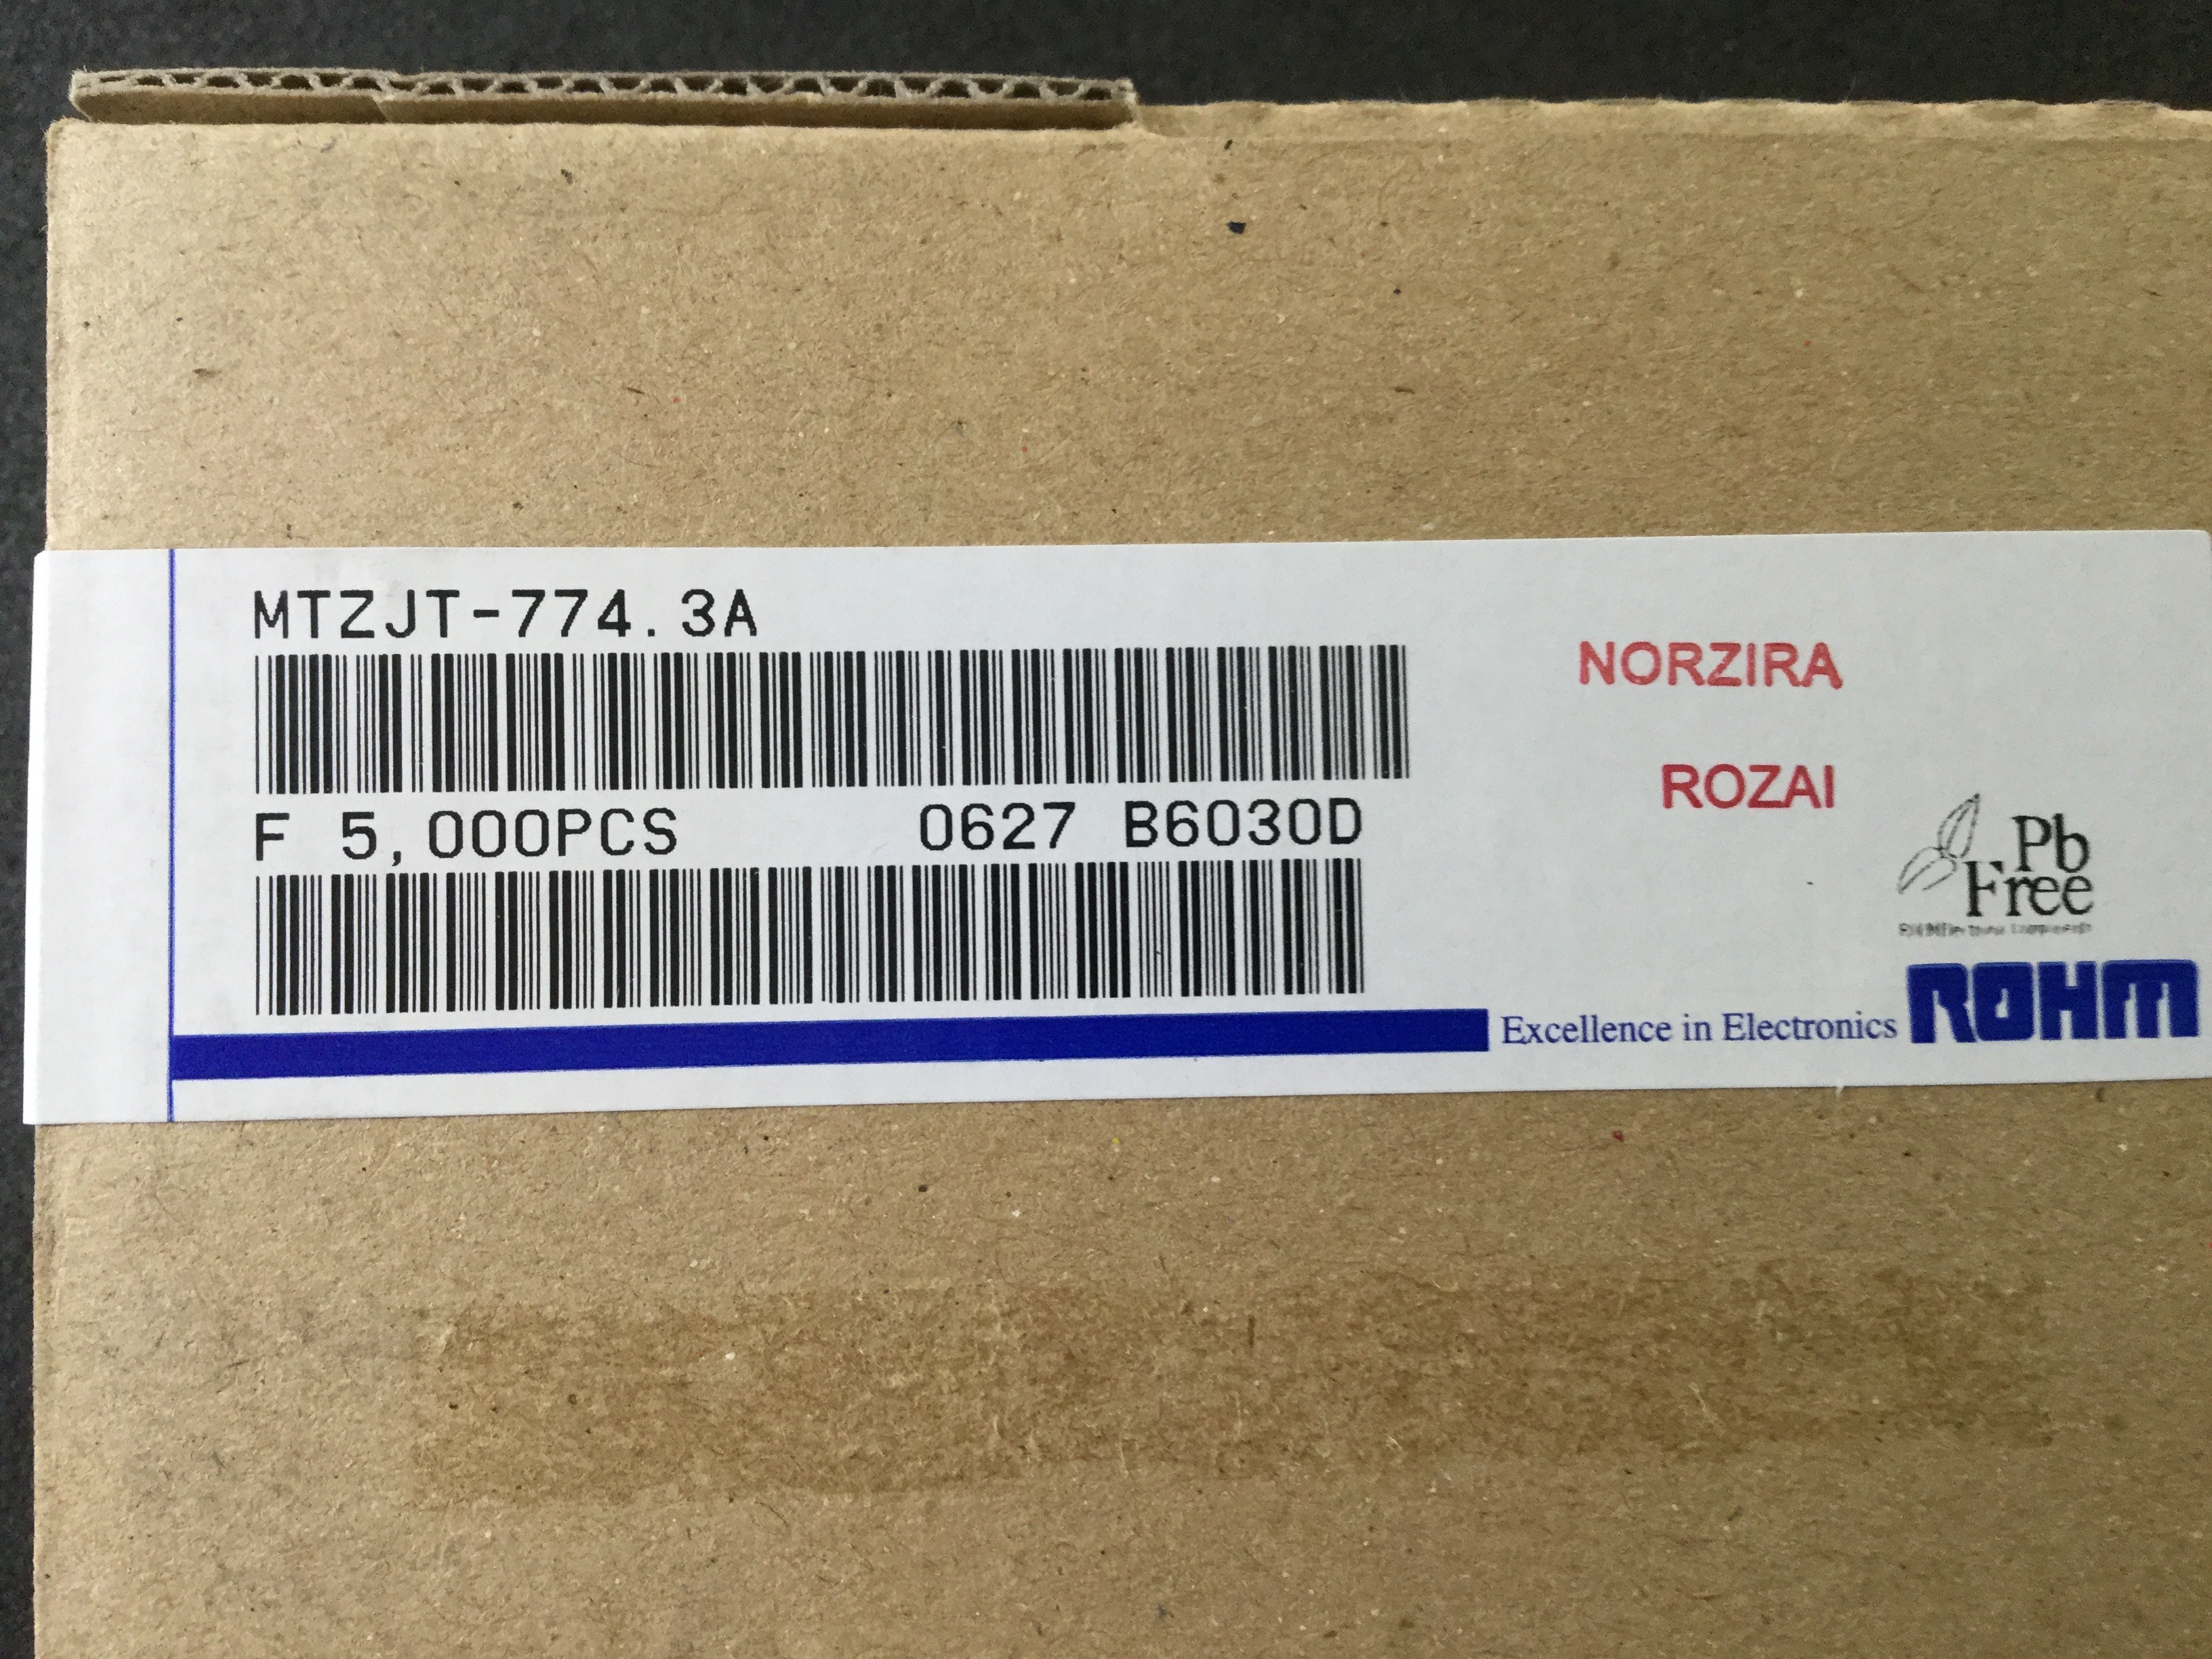 MTZJT-774.3A
NORZIRA
ROZAI
F 5,000PCS 0627 B6030D
Pb
Free
Excellence in Electronics ROHM